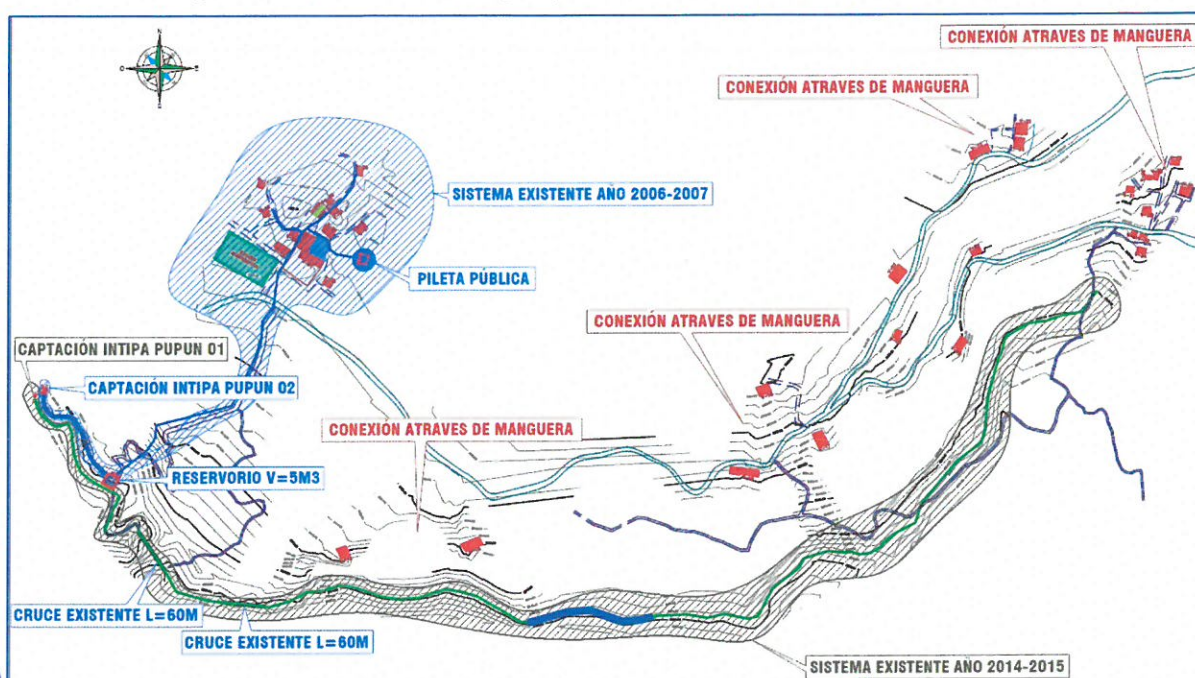 CONEXIÓN ATRAVES DE MANGUERA
CONEXIÓN ATRAVES DE MANGUERA
SISTEMA EXISTENTE AÑO 2006-2007
PILETA PÚBLICA
CONEXIÓN ATRAVES DE MANGUERA
CAPTACIÓN INTIPA PUPUN 01
CAPTACIÓN INTIPA PUPUN 02
CONEXIÓN ATRAVES DE MANGUERA
RESERVORIO V=5M3
CRUCE EXISTENTE L=60M
CRUCE EXISTENTE L=60M
SISTEMA EXISTENTE AÑO 2014-2015